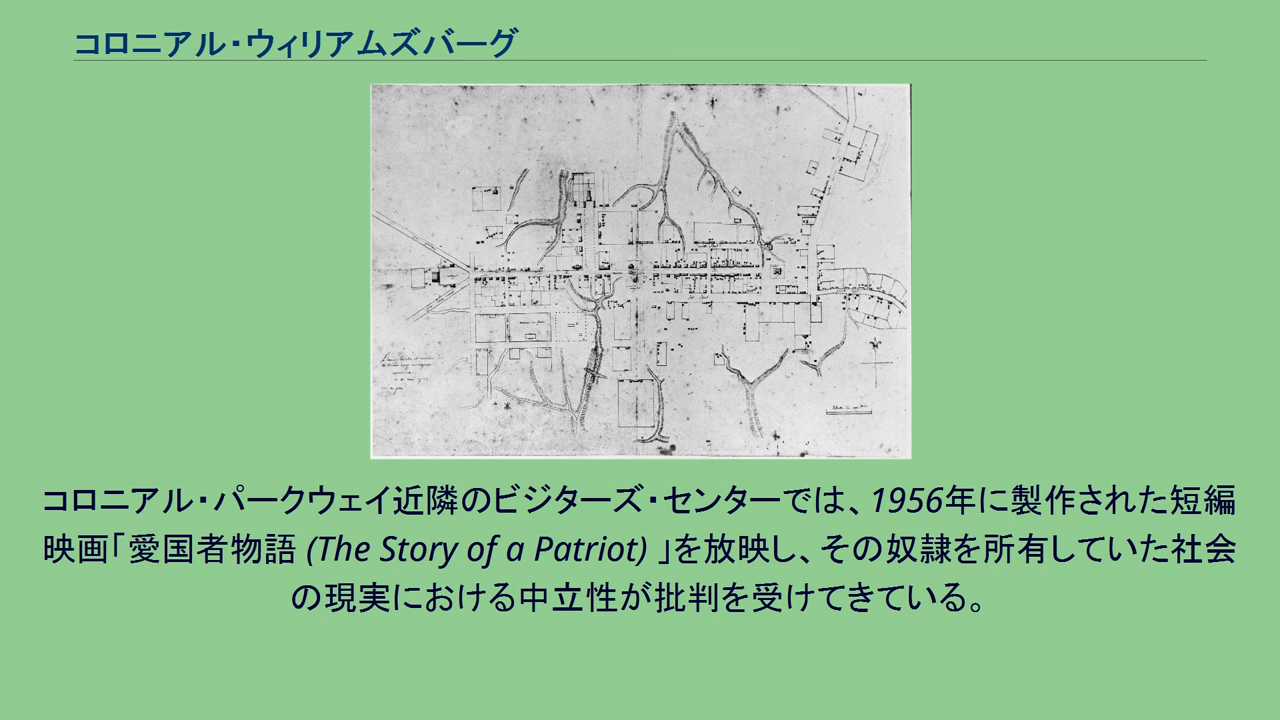 コロニアル・ウィリアムズバーグ
コロニアル・パークウェイ近隣のビジターズ・センターでは、1956年に製作された短編
映画「愛国者物語 (The Story of a Patriot) 」を放映し、その奴隷を所有していた社会
の現実における中立性が批判を受けてきている。